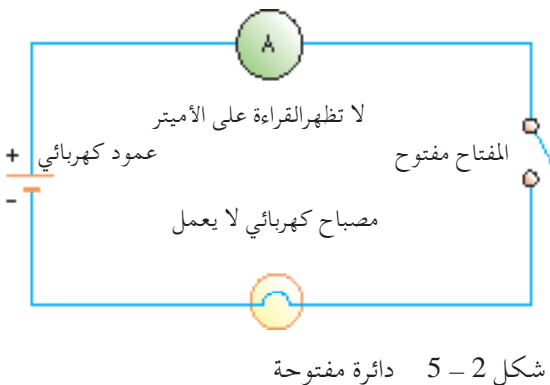 A
لا تظهرالقراءة على الأميتر
المفتاح مفتوح
+ عمود كهربائي
-
مصباح كهربائي لا يعمل
شكل 2 – 5 دائرة مفتوحة